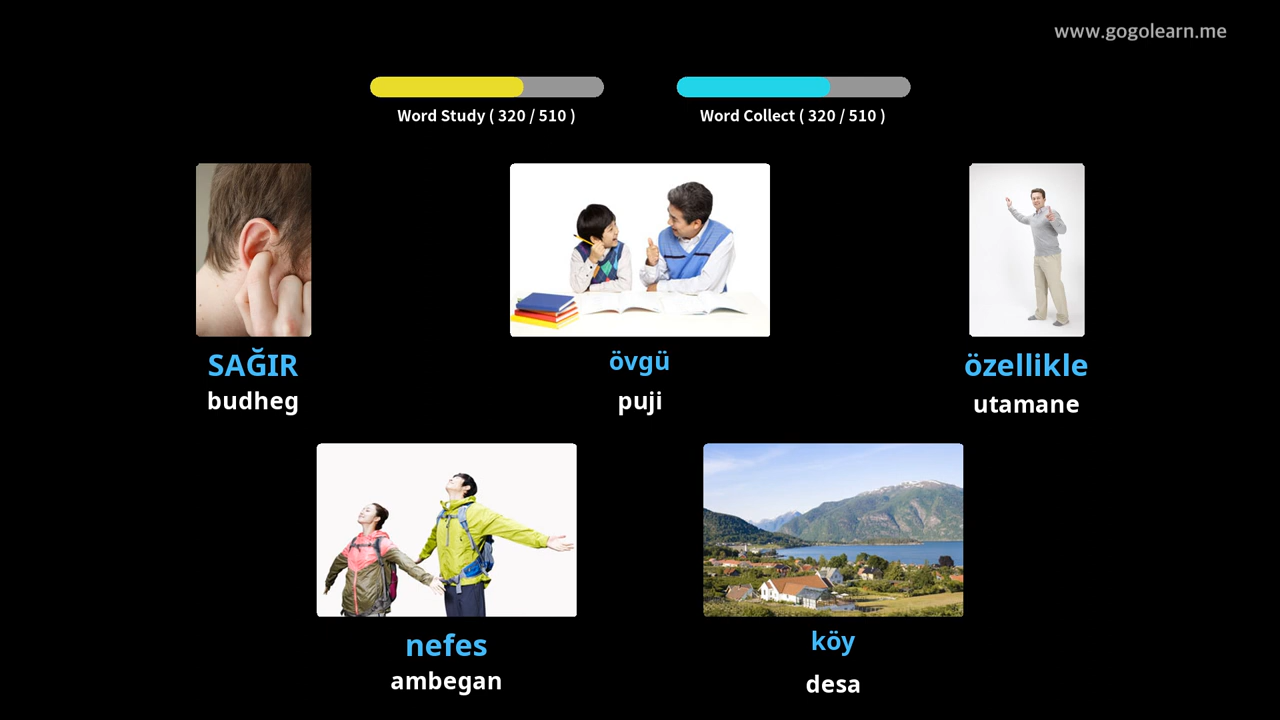 www.gogolearn.me
Word Study ( 320 / 510 )
Word Collect ( 320 / 510 )
SAĞIR
budheg
övgü
puji
özellikle
utamane
nefes
ambegan
köy
desa